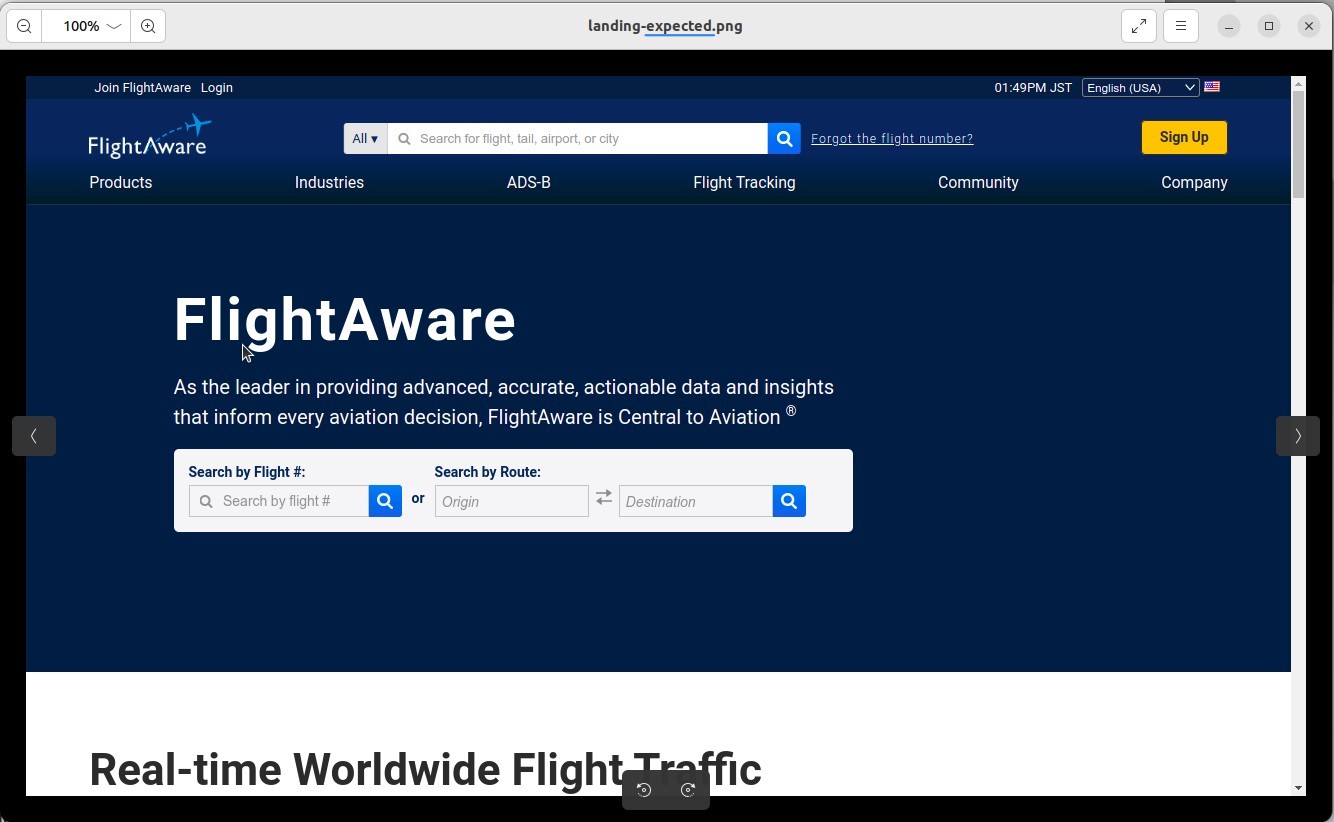 100%
landing-expected.png
Join FlightAware Login
01:49PM JST
English (USA)
FlightAware
All ▾
Search for flight, tail, airport, or city
Forgot the flight number?
Sign Up
Products
Industries
ADS-B
Flight Tracking
Community
Company
FlightAware
As the leader in providing advanced, accurate, actionable data and insights
that inform every aviation decision, FlightAware is Central to Aviation ®
Search by Flight #:
Search by Route:
Search by flight #
or
Origin
Destination
Real-time Worldwide Flight Traffic